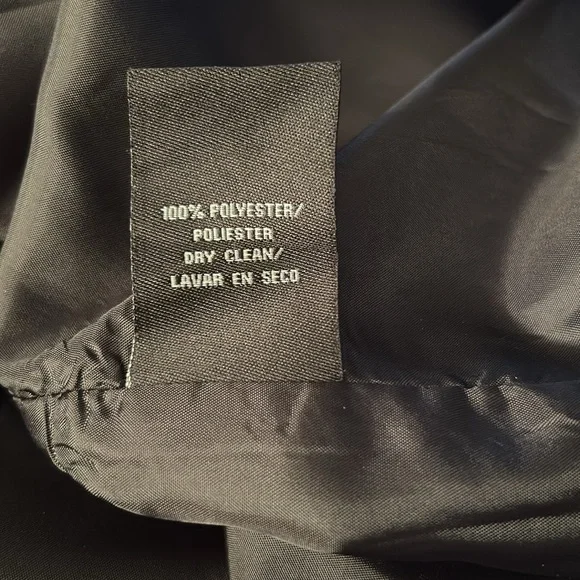 100% POLYESTER/
POLIESTER
DRY CLEAN/
LAVAR EN SECO